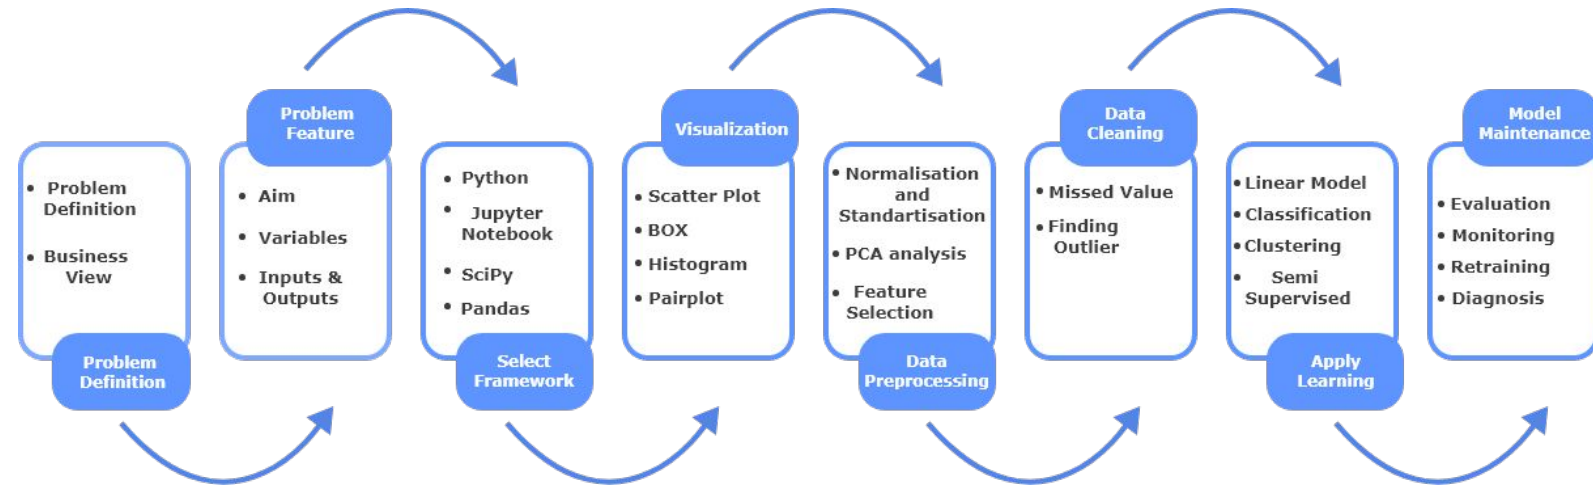 • Problem
Definition
• Business
View
Problem
Definition
Problem
Feature
• Aim
• Variables
• Inputs &
Outputs
• Python
• Jupyter
Notebook
• SciPy
• Pandas
Select
Framework
Visualization
• Scatter Plot
• BOX
• Histogram
• Pairplot
• Normalisation
and
Standartisation
• PCA analysis
• Feature
Selection
Data
Preprocessing
Data
Cleaning
• Missed Value
• Finding
Outlier
• Linear Model
• Classification
• Clustering
• Semi
Supervised
Apply
Learning
Model
Maintenance
• Evaluation
• Monitoring
• Retraining
• Diagnosis